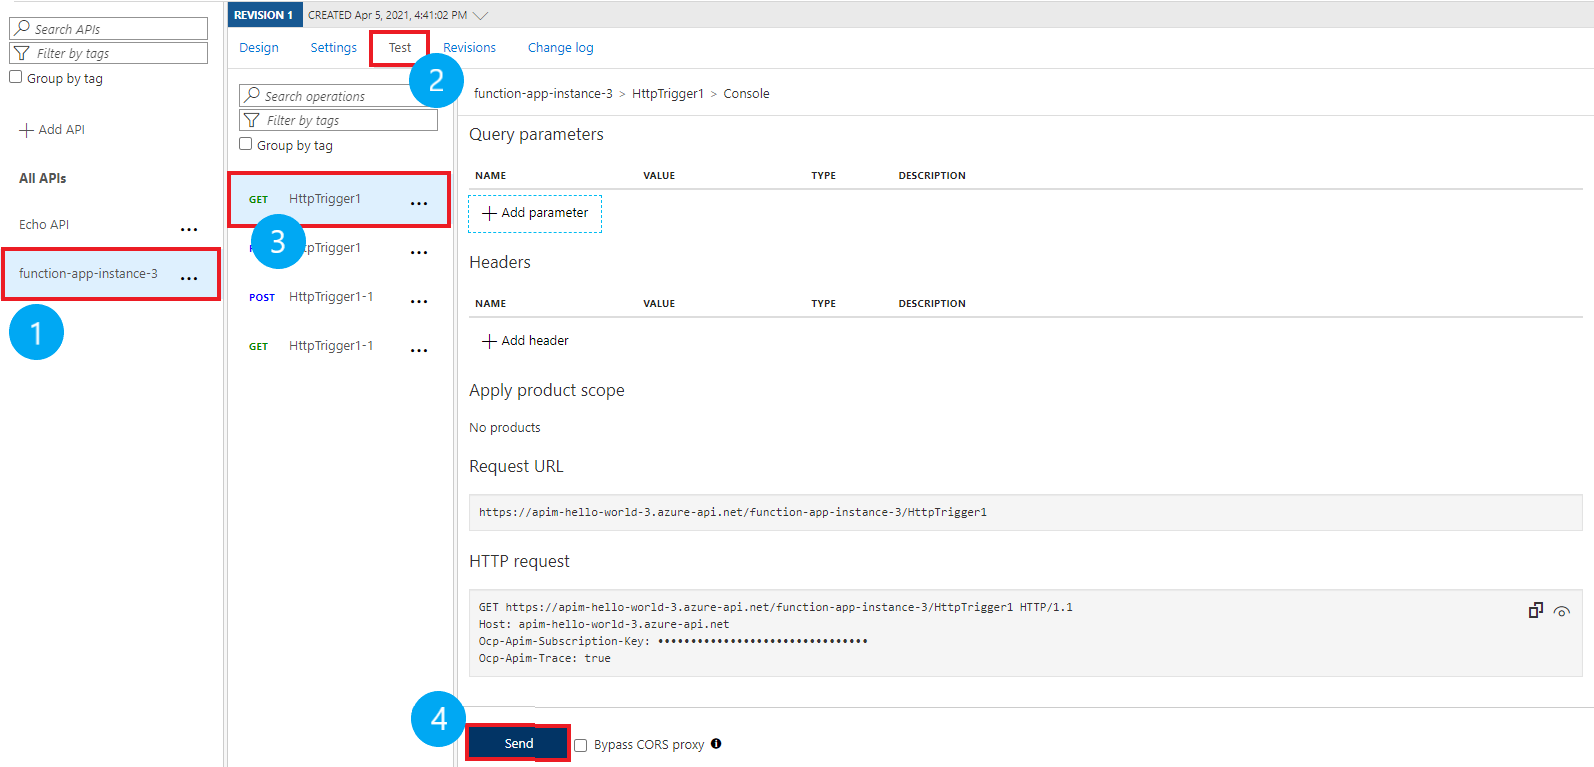 Search APIs
Filter by tags
Group by tag
Add API
All APIs
Echo API
...
function-app-instance-3
...
1
REVISION 1 CREATED Apr 5, 2021, 4:41:02 PM
Design Settings Test Revisions Change log
2
Search operations
Filter by tags
Group by tag
GET HttpTrigger1 ...
3
pTrigger1 ...
POST HttpTrigger1-1 ...
GET HttpTrigger1-1 ...
function-app-instance-3 > HttpTrigger1 > Console
Query parameters
NAME VALUE TYPE DESCRIPTION
Add parameter
Headers
NAME VALUE TYPE DESCRIPTION
Add header
Apply product scope
No products
Request URL
https://apim-hello-world-3.azure-api.net/function-app-instance-3/HttpTrigger1
HTTP request
GET https://apim-hello-world-3.azure-api.net/function-app-instance-3/HttpTrigger1 HTTP/1.1
Host: apim-hello-world-3.azure-api.net
Ocp-Apim-Subscription-Key: ••••••••••••••••••••••••••••••••
Ocp-Apim-Trace: true
4
Send Bypass CORS proxy